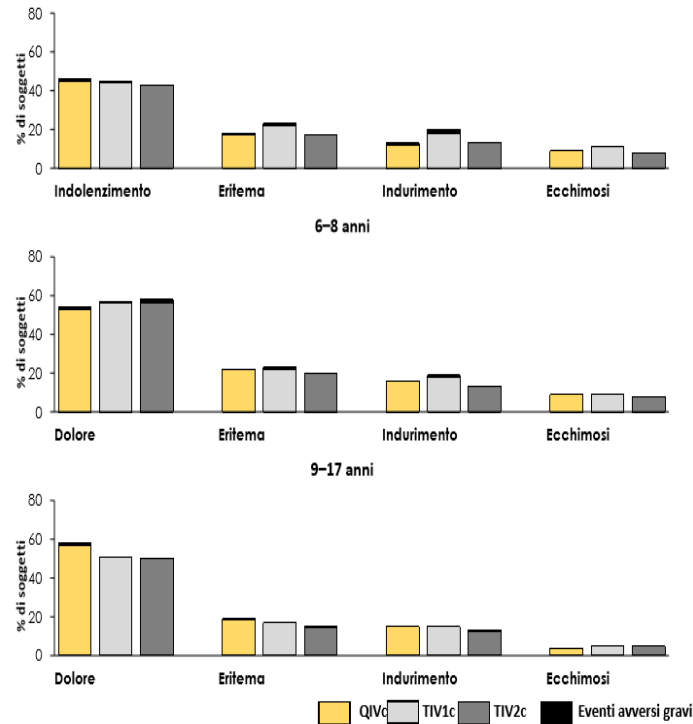 80
60
40
20
0
% di soggetti
Indolenzimento Eritema Indurimento Ecchimosi
6–8 anni
80
60
40
20
0
% di soggetti
Dolore Eritema Indurimento Ecchimosi
9–17 anni
80
60
40
20
0
% di soggetti
Dolore Eritema Indurimento Ecchimosi
QIVc TIV1c TIV2c Eventi avversi gravi